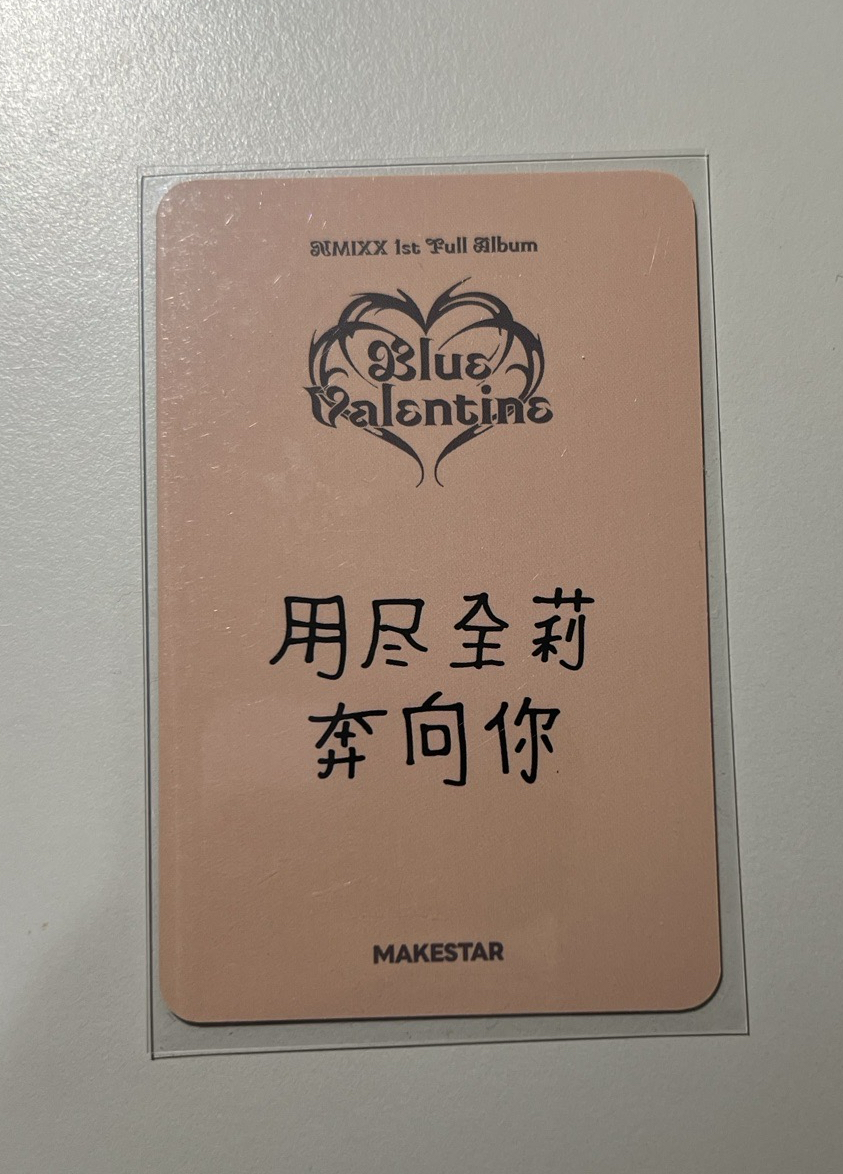 NMIXX 1st Full Album
Blue
Valentine
用尽全莉
奔向你
MAKESTAR